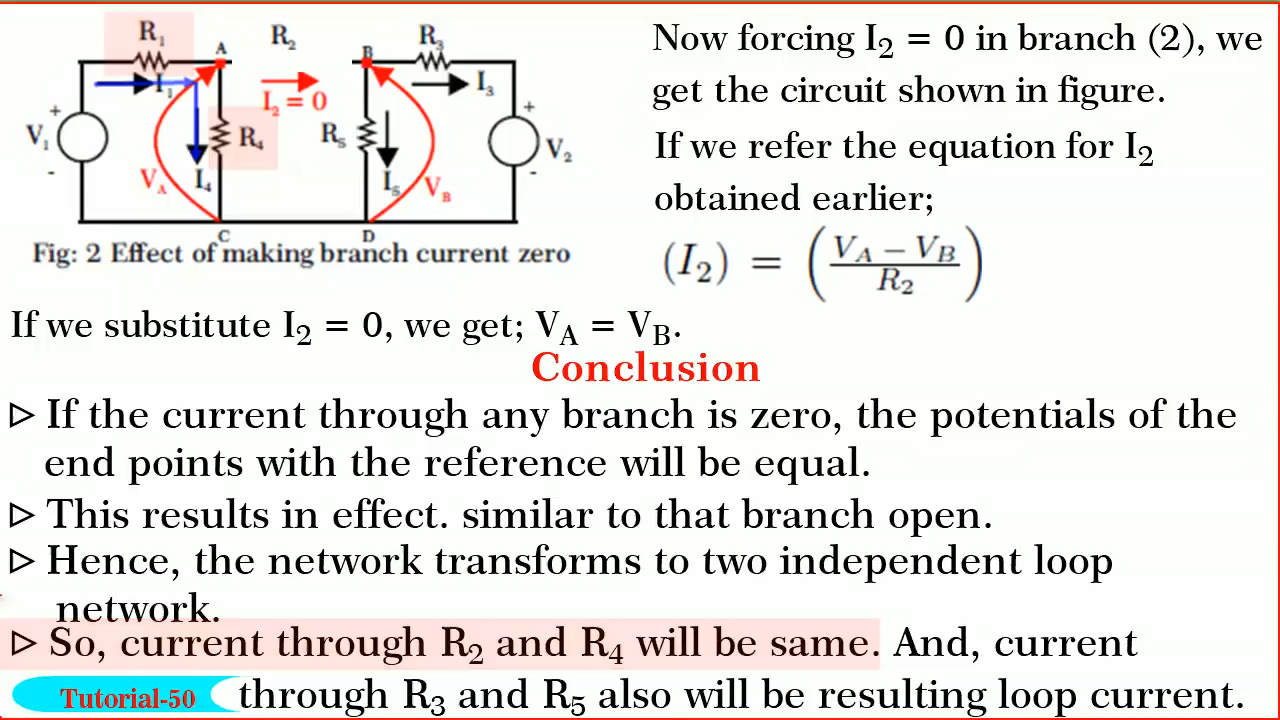 R₁ A R₂ B R₃
I₁ I₂ = 0 I₃
+ +
V₁ R₄ R₅ V₂
- -
V_A I₄ I₅ V_B
C D
Fig: 2 Effect of making branch current zero
Now forcing I₂ = 0 in branch (2), we
get the circuit shown in figure.
If we refer the equation for I₂
obtained earlier;
(I₂) = ((V_A − V_B)/R₂)
If we substitute I₂ = 0, we get; V_A = V_B.
Conclusion
▷ If the current through any branch is zero, the potentials of the
end points with the reference will be equal.
▷ This results in effect. similar to that branch open.
▷ Hence, the network transforms to two independent loop
network.
▷ So, current through R₂ and R₄ will be same. And, current
through R₃ and R₅ also will be resulting loop current.
Tutorial-50